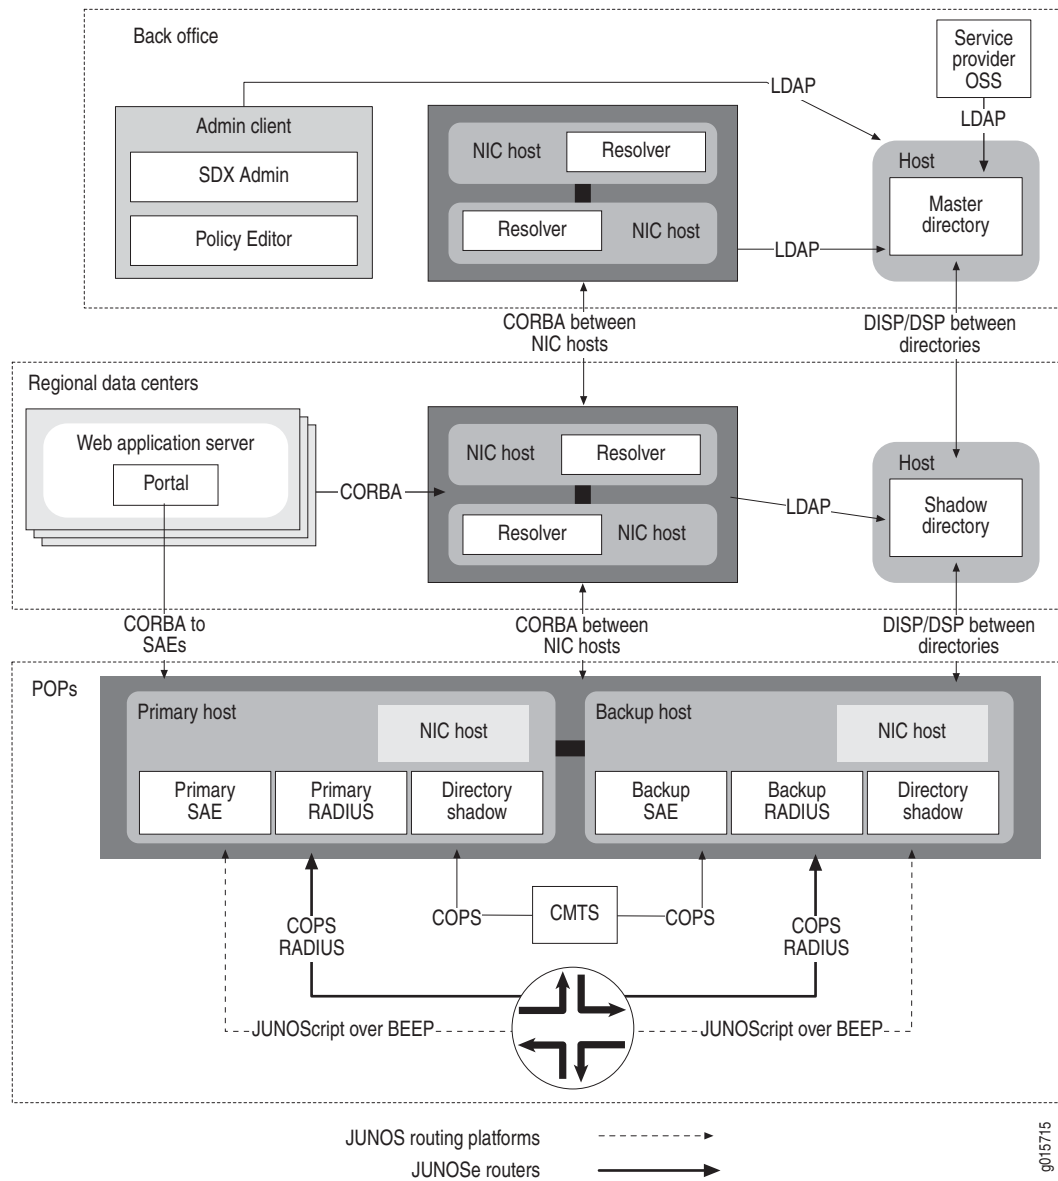 Back office
Service
provider
OSS
LDAP
LDAP
Admin client
SDX Admin
Policy Editor
NIC host
Resolver
Resolver
NIC host
LDAP
Host
Master
directory
CORBA between
NIC hosts
DISP/DSP between
directories
Regional data centers
Web application server
Portal
CORBA
NIC host
Resolver
Resolver
NIC host
LDAP
Host
Shadow
directory
CORBA to
SAEs
CORBA between
NIC hosts
DISP/DSP between
directories
POPs
Primary host
NIC host
Primary
SAE
Primary
RADIUS
Directory
shadow
Backup host
NIC host
Backup
SAE
Backup
RADIUS
Directory
shadow
COPS
RADIUS
COPS
CMTS
COPS
COPS
RADIUS
JUNOScript over BEEP
JUNOScript over BEEP
JUNOS routing platforms
JUNOSe routers
g015715